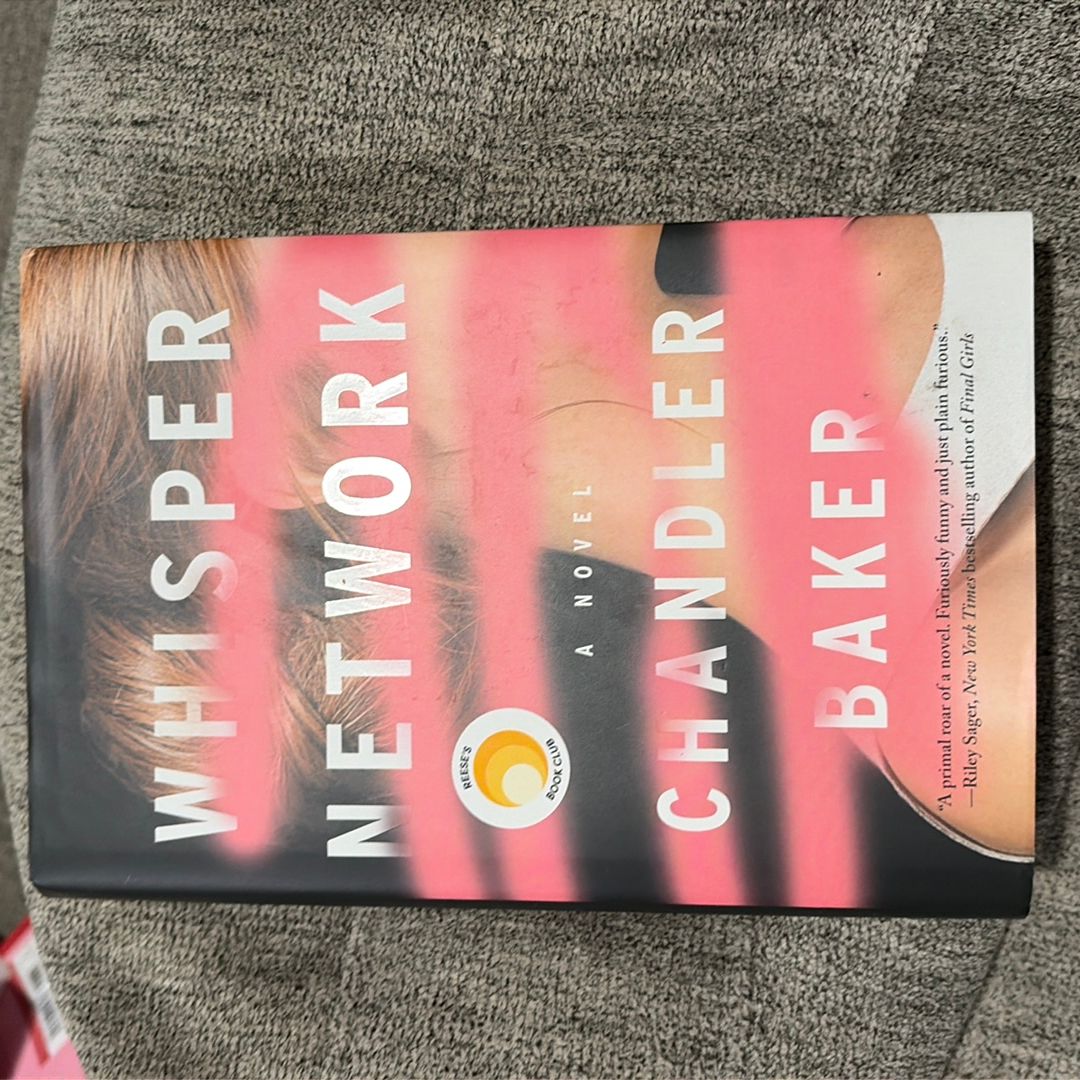 WHISPER
NETWORK
REESE'S
BOOK CLUB
A NOVEL
CHANDLER
BAKER
“A primal roar of a novel. Furiously funny and just plain furious.”
—Riley Sager, New York Times bestselling author of Final Girls